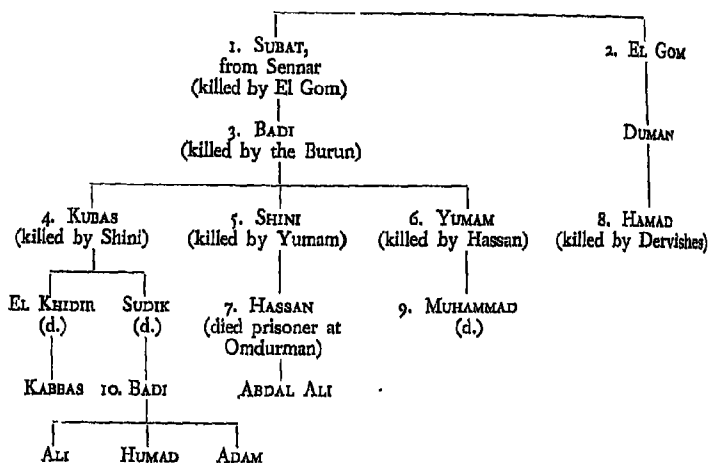 1. SUBAT,
from Sennar
(killed by El Gom)
2. EL GOM
3. BADI
(killed by the Burun)
DUMAN
4. KUBAS
(killed by Shini)
5. SHINI
(killed by Yumam)
6. YUMAM
(killed by Hassan)
8. HAMAD
(killed by Dervishes)
EL KHIDIR
(d.)
SUDIK
(d.)
7. HASSAN
(died prisoner at
Omdurman)
9. MUHAMMAD
(d.)
KABBAS
10. BADI
ABDAL ALI
ALI
HUMAD
ADAM